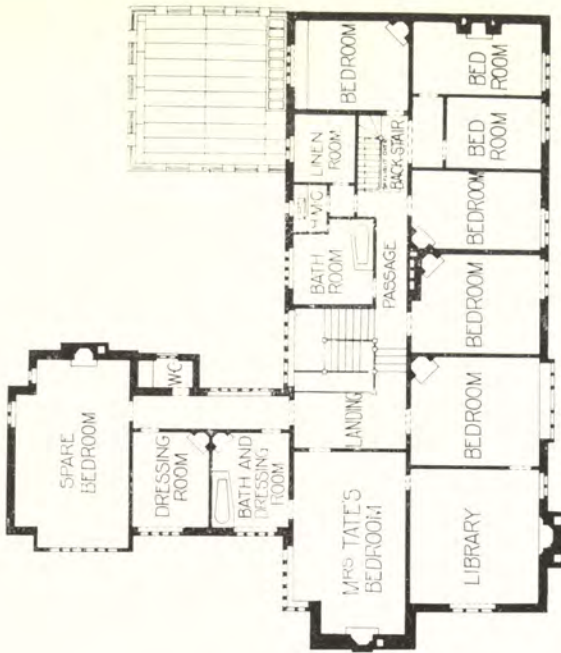 BEDROOM
BED
ROOM
LINEN
ROOM
BACK STAIR
BED
ROOM
W.C
BEDROOM
BATH
ROOM
PASSAGE
BEDROOM
WC
SPARE
BEDROOM
DRESSING
ROOM
BATH AND
DRESSING
ROOM
LANDING
BEDROOM
MRS TATES
BEDROOM
LIBRARY